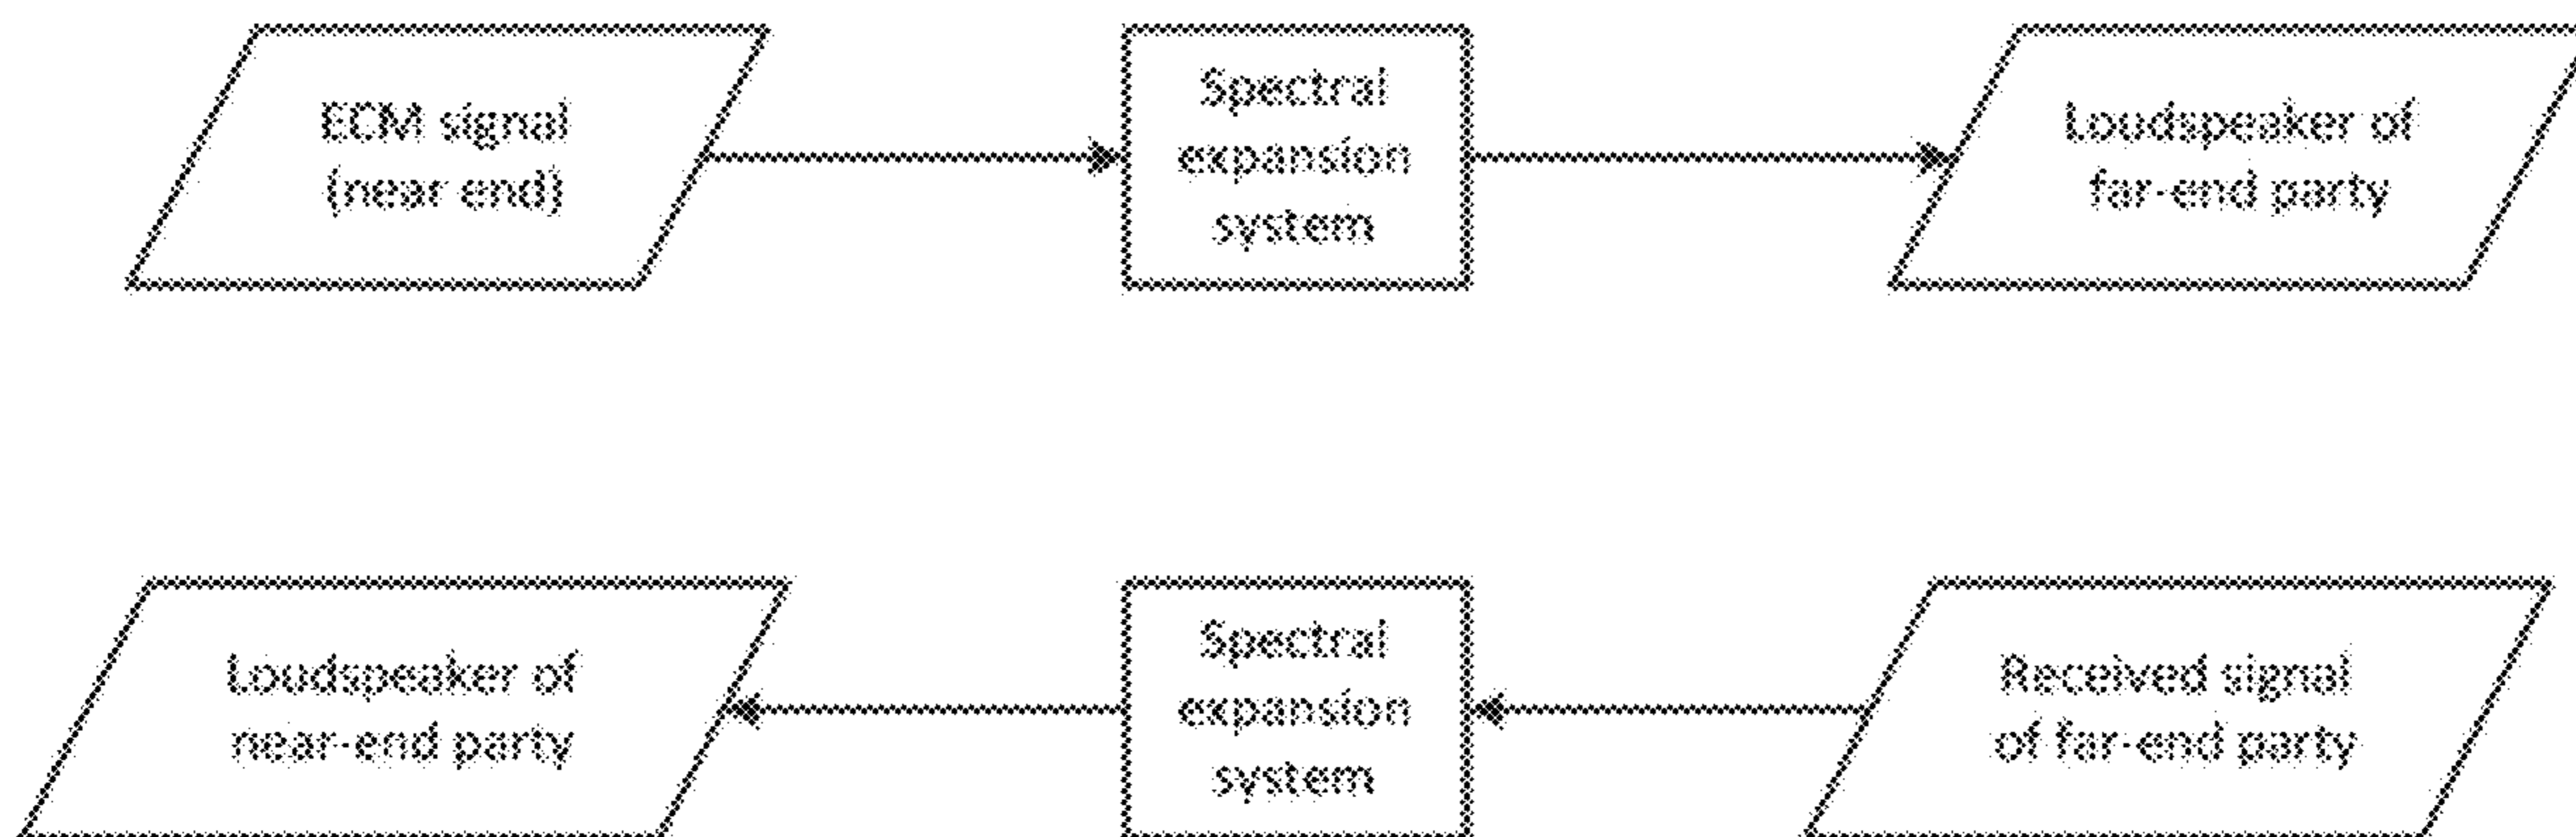 ECM signal
(near end)
Spectral
expansion
system
Loudspeaker of
far-end party
Loudspeaker of
near-end party
Spectral
expansion
system
Received signal
of far-end party